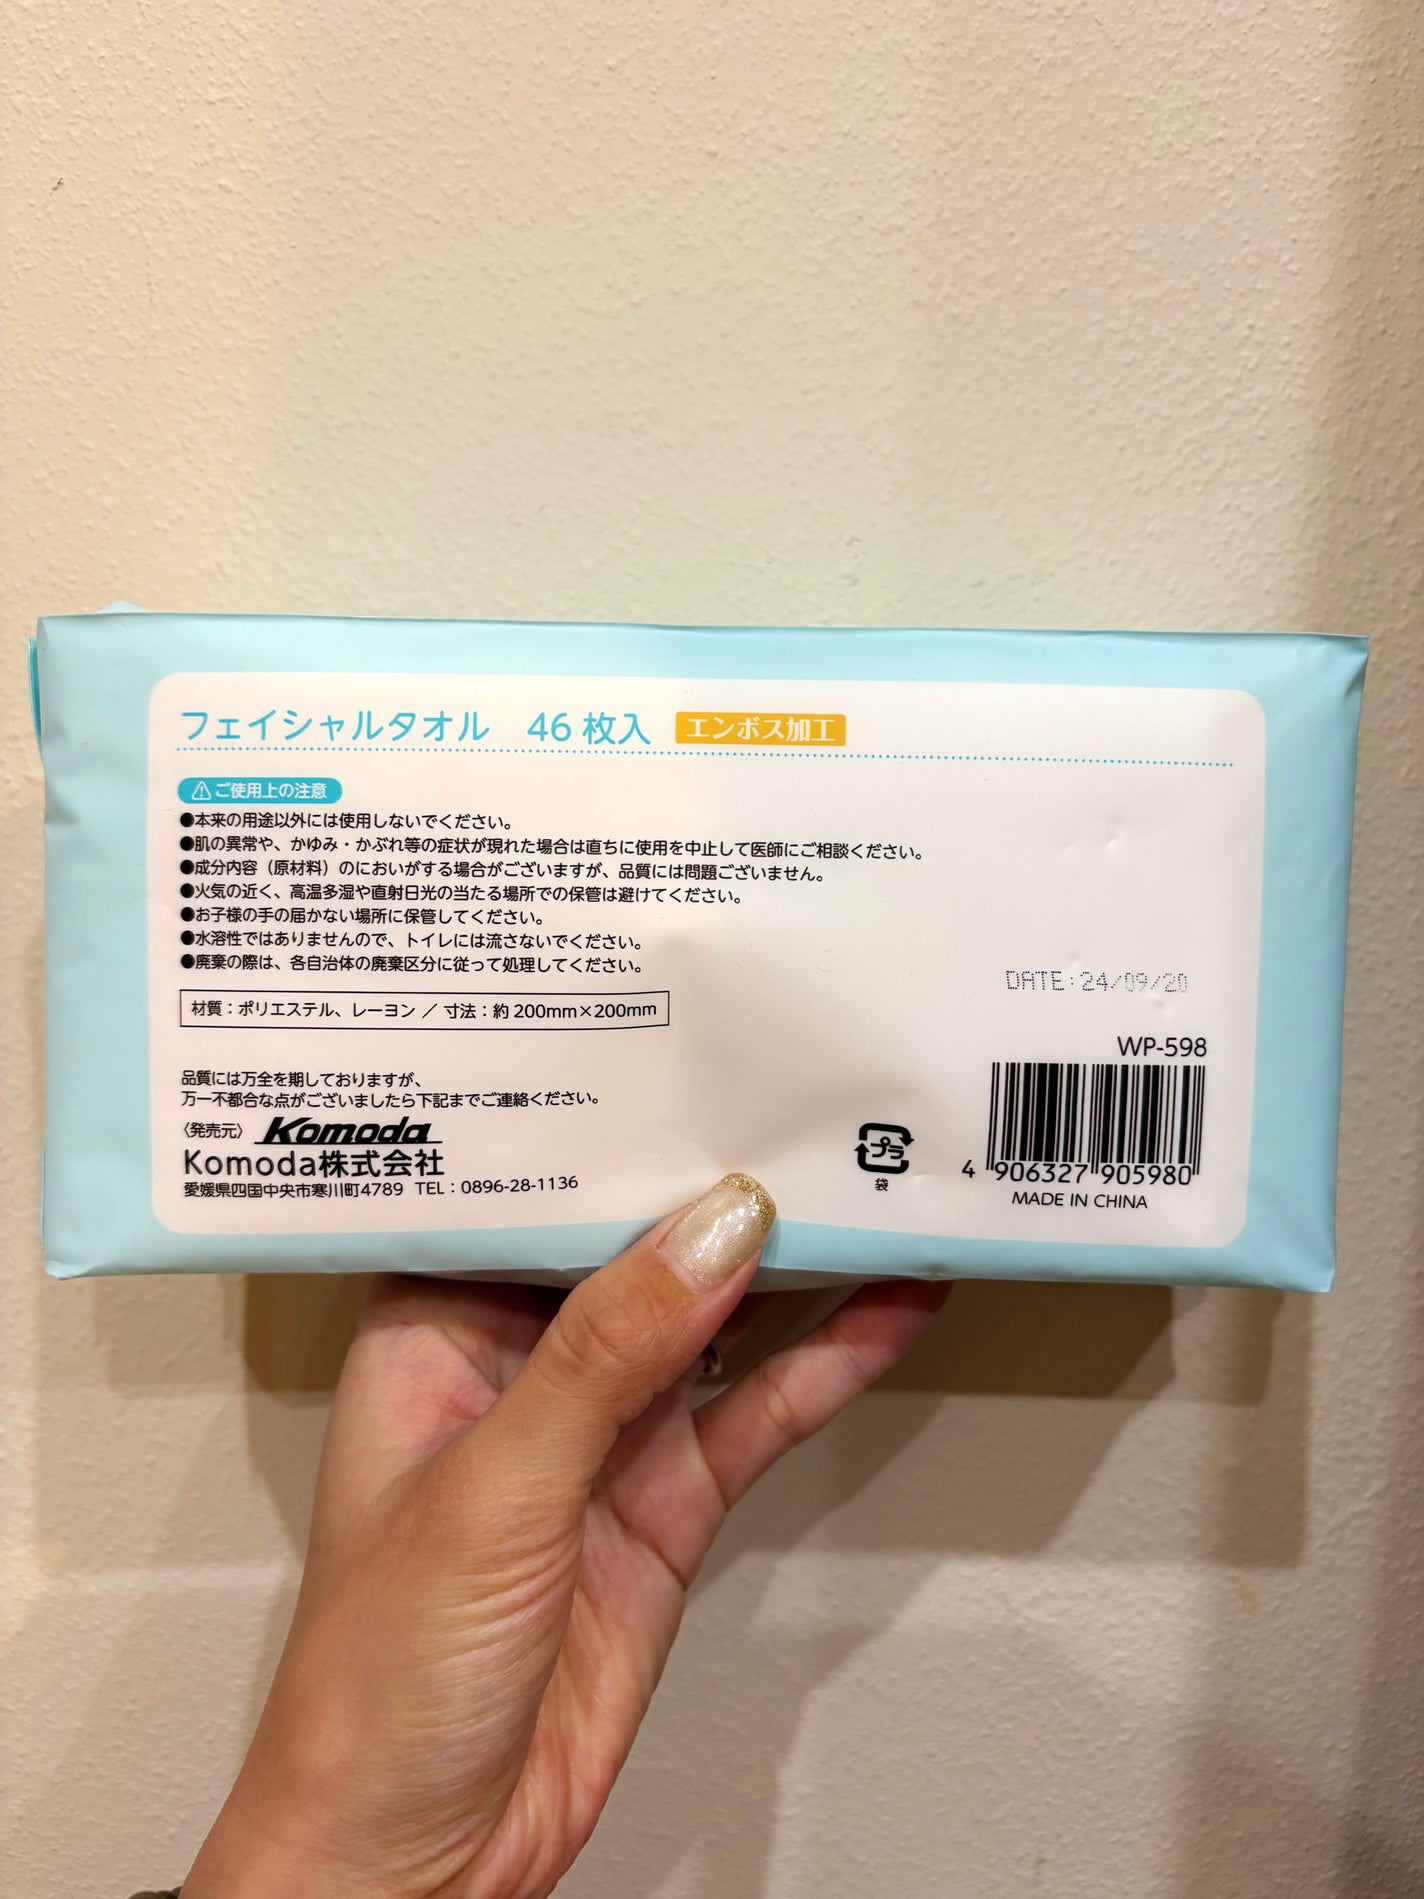 フェイシャルタオル 46枚入 エンボス加工
ご使用上の注意
●本来の用途以外には使用しないでください。
●肌の異常や、かゆみ・かぶれ等の症状が現れた場合は直ちに使用を中止して医師にご相談ください。
●成分内容（原材料）のにおいがする場合がございますが、品質には問題ございません。
●火気の近く、高温多湿や直射日光の当たる場所での保管は避けてください。
●お子様の手の届かない場所に保管してください。
●水溶性ではありませんので、トイレには流さないでください。
●廃棄の際は、各自治体の廃棄区分に従って処理してください。
材質：ポリエステル、レーヨン ／ 寸法：約200mm×200mm
品質には万全を期しておりますが、
万一不都合な点がございましたら下記までご連絡ください。
〈発売元〉 Komoda
Komoda株式会社
愛媛県四国中央市寒川町4789 TEL：0896-28-1136
DATE:24/09/20
WP-598
プラ
袋
4 906327 905980
MADE IN CHINA